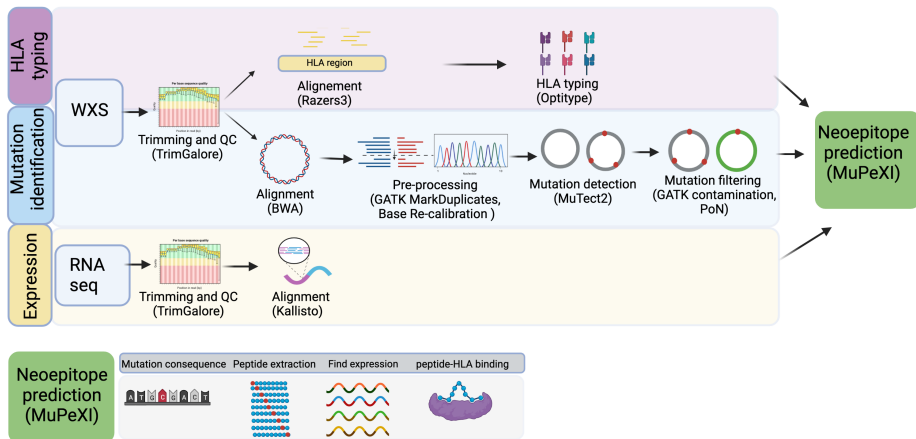 HLA
typing
HLA region
Alignement
(Razers3)
HLA typing
(Optitype)
WXS
Trimming and QC
(TrimGalore)
Mutation
identification
Alignment
(BWA)
Pre-processing
(GATK MarkDuplicates,
Base Re-calibration )
Mutation detection
(MuTect2)
Mutation filtering
(GATK contamination,
PoN)
Neoepitope
prediction
(MuPeXI)
Expression
RNA
seq
Trimming and QC
(TrimGalore)
Alignment
(Kallisto)
Neoepitope
prediction
(MuPeXI)
Mutation consequence
Peptide extraction
Find expression
peptide-HLA binding
A T G C G A C T